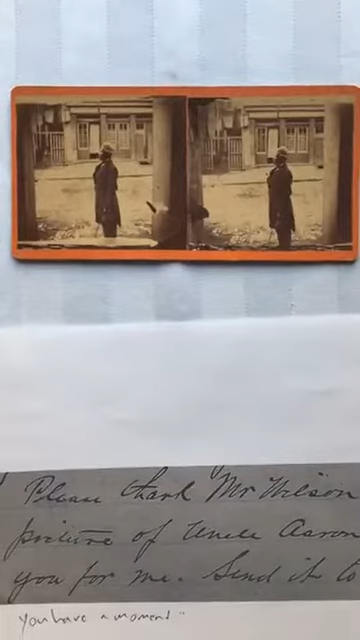 Please thank Mr Wilson
picture of Uncle Aaron
you for me. Send it to
you have a moment"